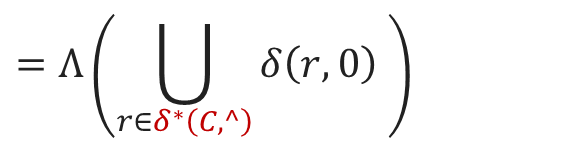 = Λ(⋃_{r∈δ*(C,^)} δ(r,0))